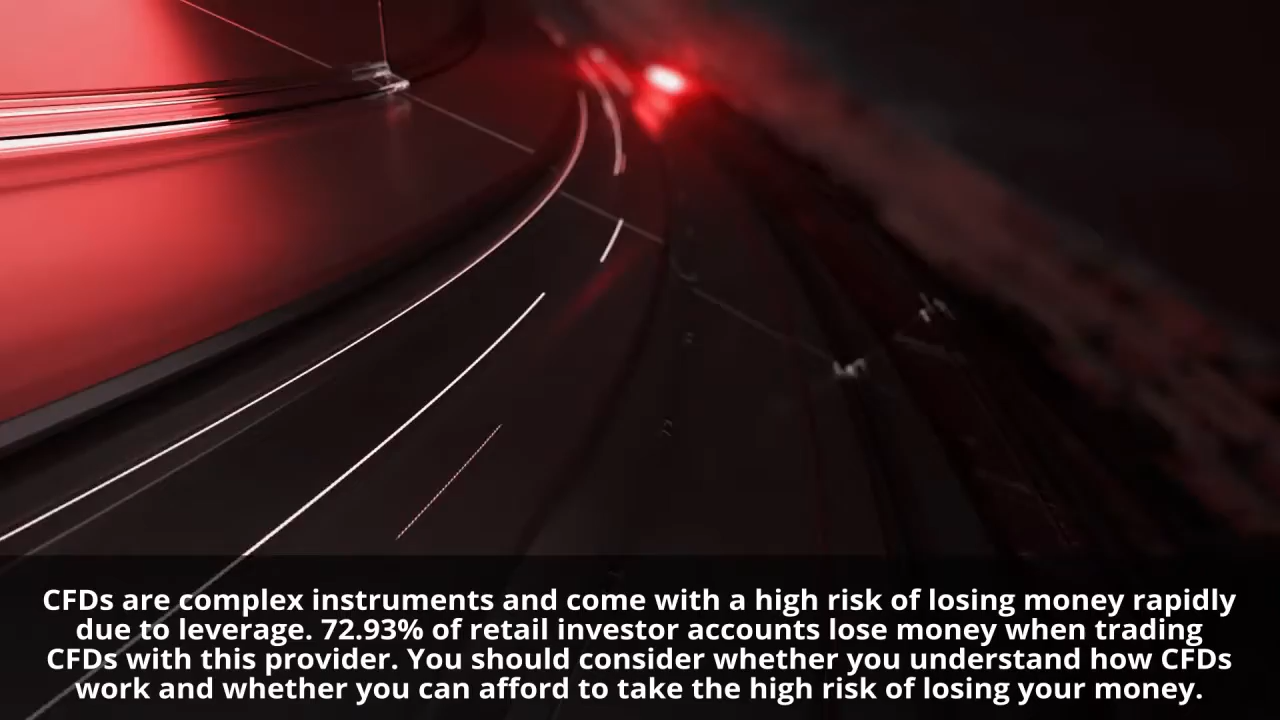 CFDs are complex instruments and come with a high risk of losing money rapidly
due to leverage. 72.93% of retail investor accounts lose money when trading
CFDs with this provider. You should consider whether you understand how CFDs
work and whether you can afford to take the high risk of losing your money.